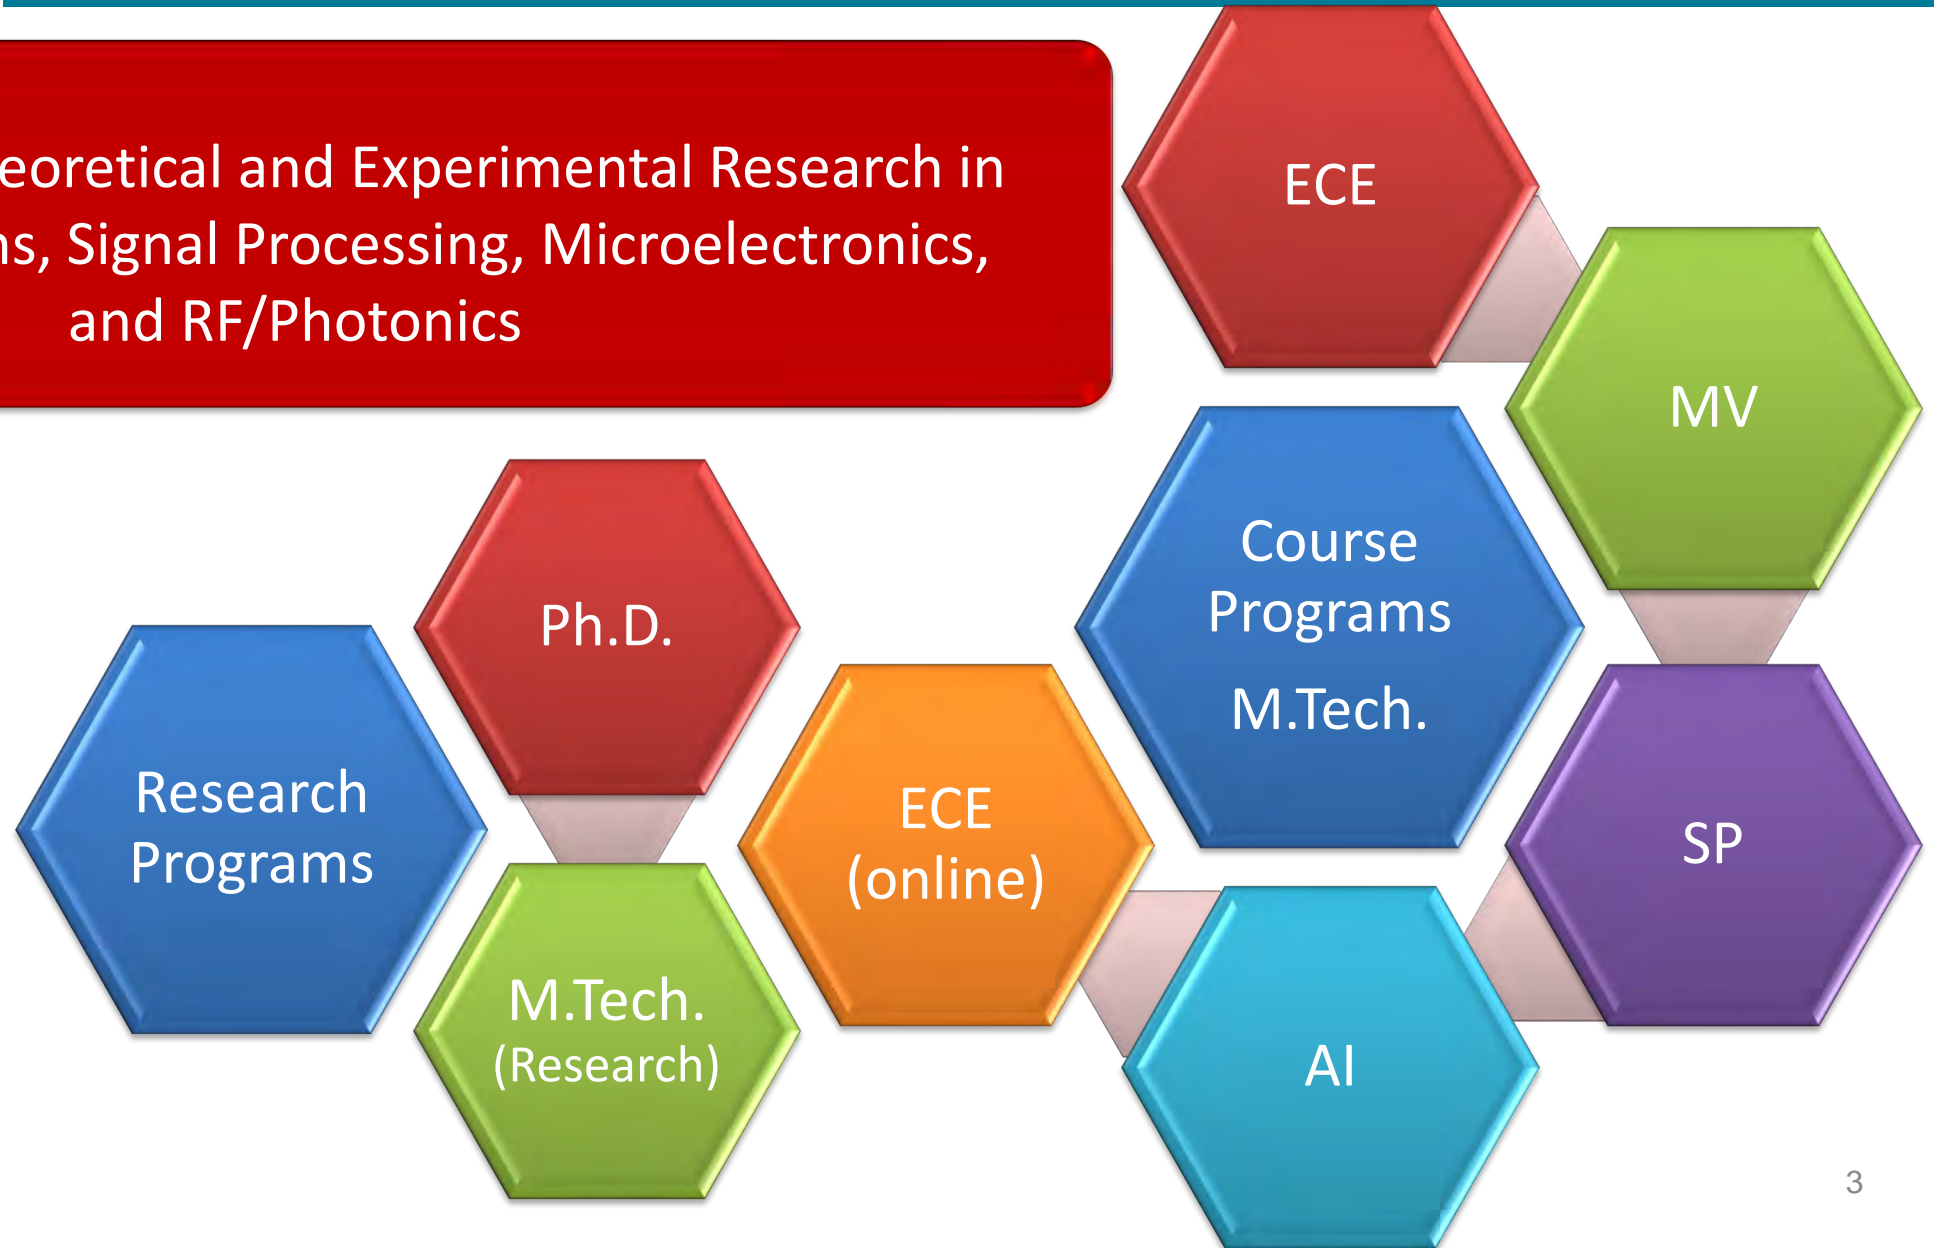 eoretical and Experimental Research in
ns, Signal Processing, Microelectronics,
and RF/Photonics
ECE
MV
Course
Programs
M.Tech.
Ph.D.
Research
Programs
ECE
(online)
SP
M.Tech.
(Research)
AI
3